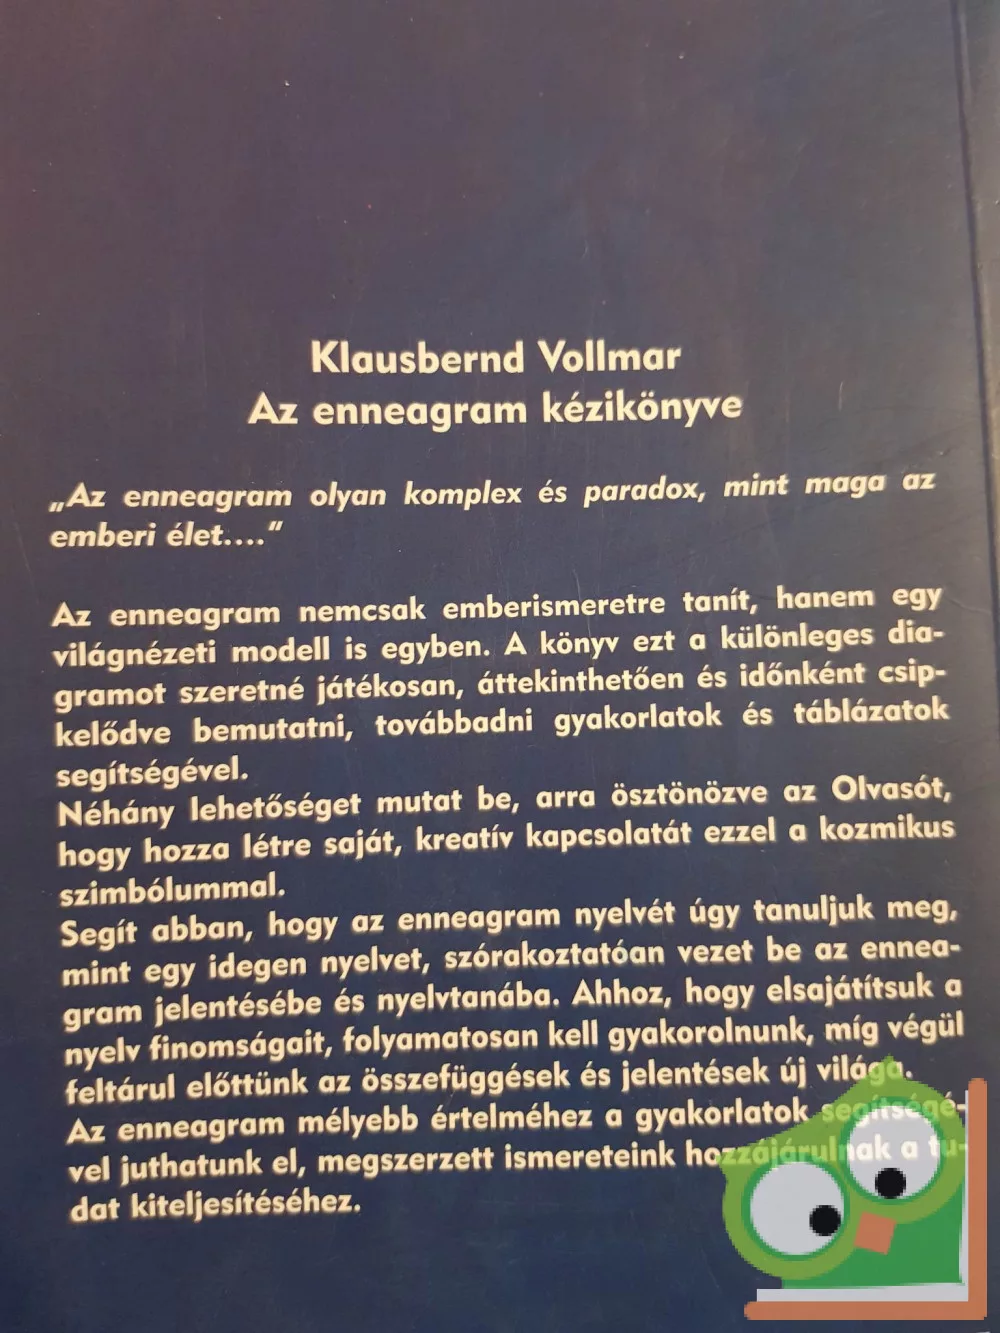 Klausbernd Vollmar
Az enneagram kézikönyve
„Az enneagram olyan komplex és paradox, mint maga az
emberi élet....”
Az enneagram nemcsak emberismeretre tanít, hanem egy
világnézeti modell is egyben. A könyv ezt a különleges dia-
gramot szeretné játékosan, áttekinthetően és időnként csip-
kelődve bemutatni, továbbadni gyakorlatok és táblázatok
segítségével.
Néhány lehetőséget mutat be, arra ösztönözve az Olvasót,
hogy hozza létre saját, kreatív kapcsolatát ezzel a kozmikus
szimbólummal.
Segít abban, hogy az enneagram nyelvét úgy tanuljuk meg,
mint egy idegen nyelvet, szórakoztatóan vezet be az ennea-
gram jelentésébe és nyelvtanába. Ahhoz, hogy elsajátítsuk a
nyelv finomságait, folyamatosan kell gyakorolnunk, míg végül
feltárul előttünk az összefüggések és jelentések új világa.
Az enneagram mélyebb értelméhez a gyakorlatok segítségé-
vel juthatunk el, megszerzett ismereteink hozzájárulnak a tu-
dat kiteljesítéséhez.